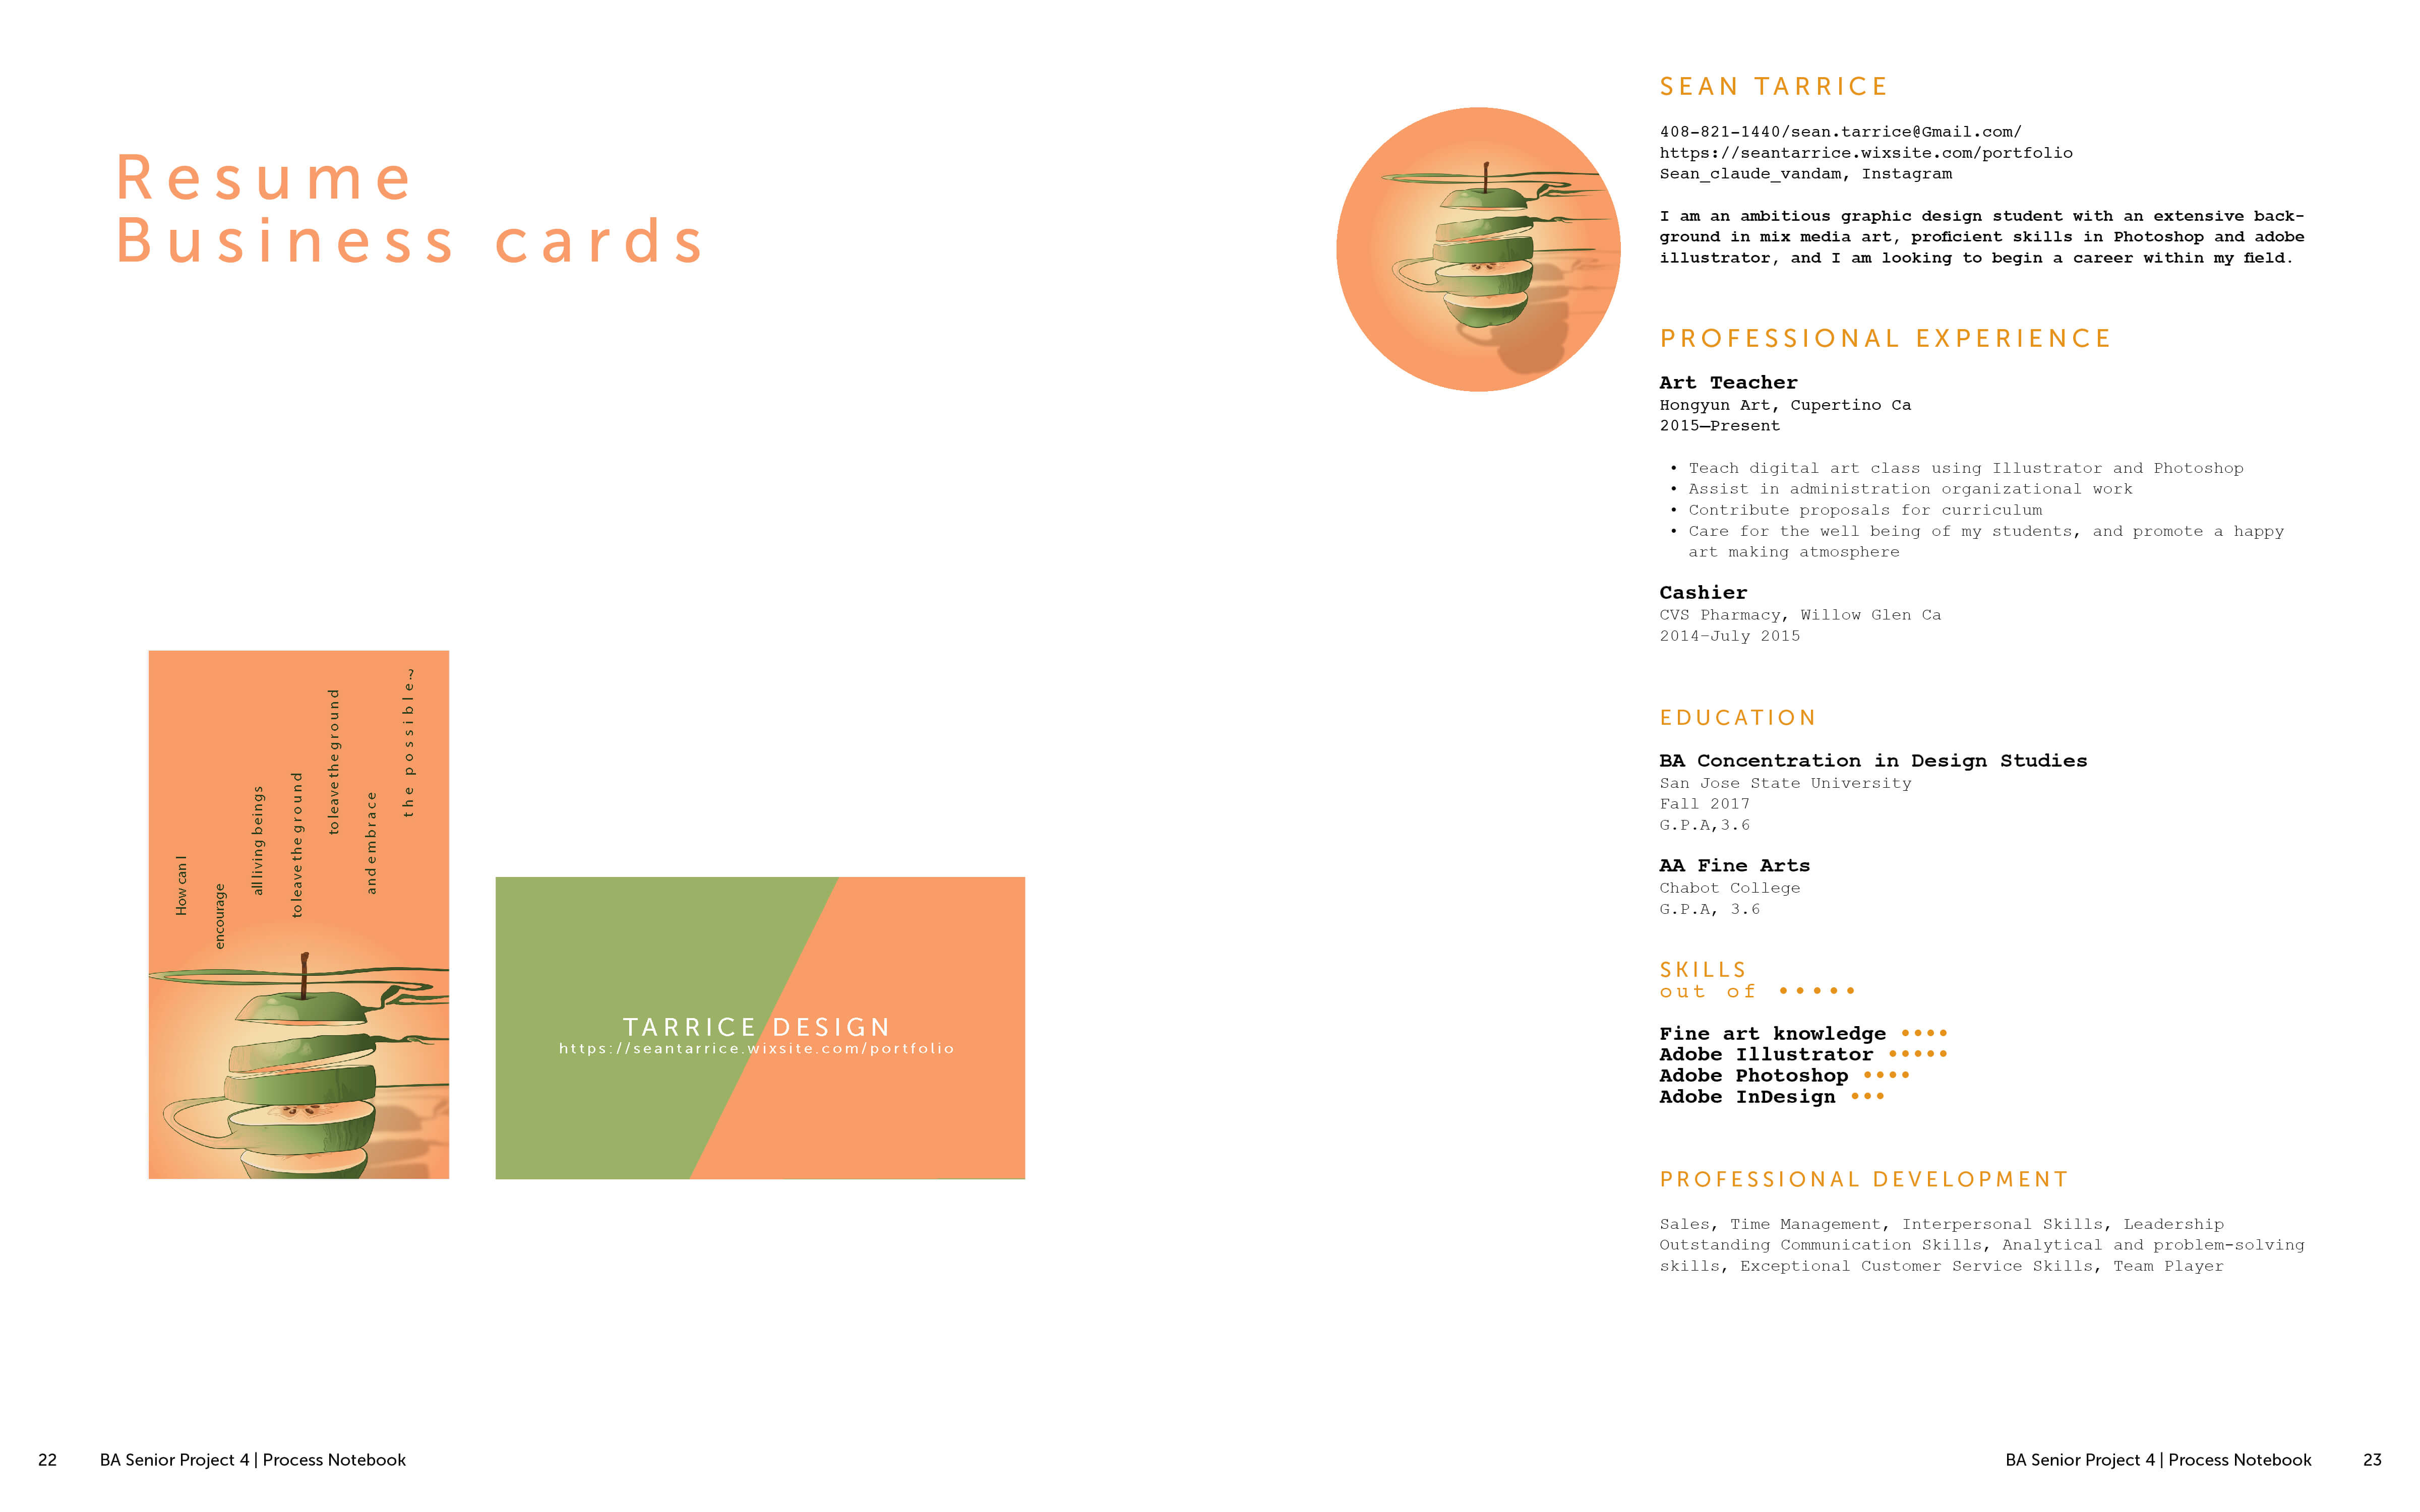 Resume
Business cards
How can I
encourage
all living beings
to leave the ground
to leave the ground
and embrace
the possible?
TARRICE DESIGN
https://seantarrice.wixsite.com/portfolio
22 BA Senior Project 4 | Process Notebook
SEAN TARRICE
408-821-1440/sean.tarrice@Gmail.com/
https://seantarrice.wixsite.com/portfolio
Sean_claude_vandam, Instagram
I am an ambitious graphic design student with an extensive back-
ground in mix media art, proficient skills in Photoshop and adobe
illustrator, and I am looking to begin a career within my field.
PROFESSIONAL EXPERIENCE
Art Teacher
Hongyun Art, Cupertino Ca
2015—Present
• Teach digital art class using Illustrator and Photoshop
• Assist in administration organizational work
• Contribute proposals for curriculum
• Care for the well being of my students, and promote a happy
art making atmosphere
Cashier
CVS Pharmacy, Willow Glen Ca
2014–July 2015
EDUCATION
BA Concentration in Design Studies
San Jose State University
Fall 2017
G.P.A,3.6
AA Fine Arts
Chabot College
G.P.A, 3.6
SKILLS
out of •••••
Fine art knowledge ••••
Adobe Illustrator •••••
Adobe Photoshop ••••
Adobe InDesign •••
PROFESSIONAL DEVELOPMENT
Sales, Time Management, Interpersonal Skills, Leadership
Outstanding Communication Skills, Analytical and problem-solving
skills, Exceptional Customer Service Skills, Team Player
BA Senior Project 4 | Process Notebook 23